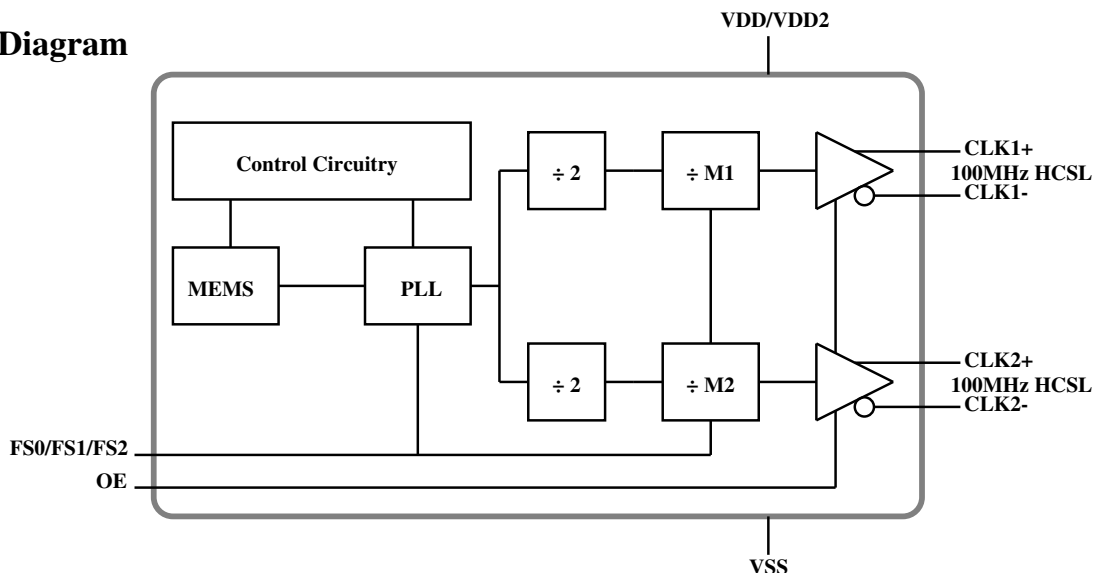 Diagram
VDD/VDD2
Control Circuitry
÷ 2
÷ M1
CLK1+
100MHz HCSL
CLK1-
MEMS
PLL
÷ 2
÷ M2
CLK2+
100MHz HCSL
CLK2-
FS0/FS1/FS2
OE
VSS